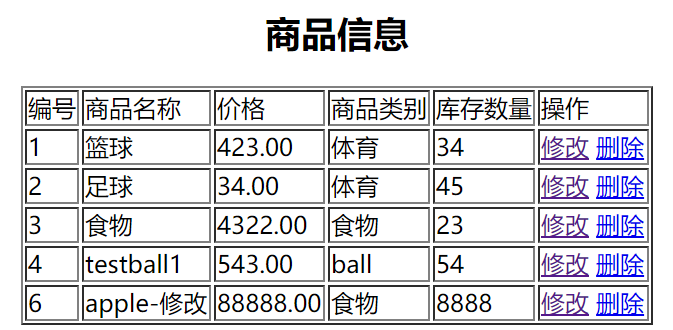 商品信息
编号 商品名称 价格 商品类别 库存数量 操作
1 篮球 423.00 体育 34 修改 删除
2 足球 34.00 体育 45 修改 删除
3 食物 4322.00 食物 23 修改 删除
4 testball1 543.00 ball 54 修改 删除
6 apple-修改 88888.00 食物 8888 修改 删除